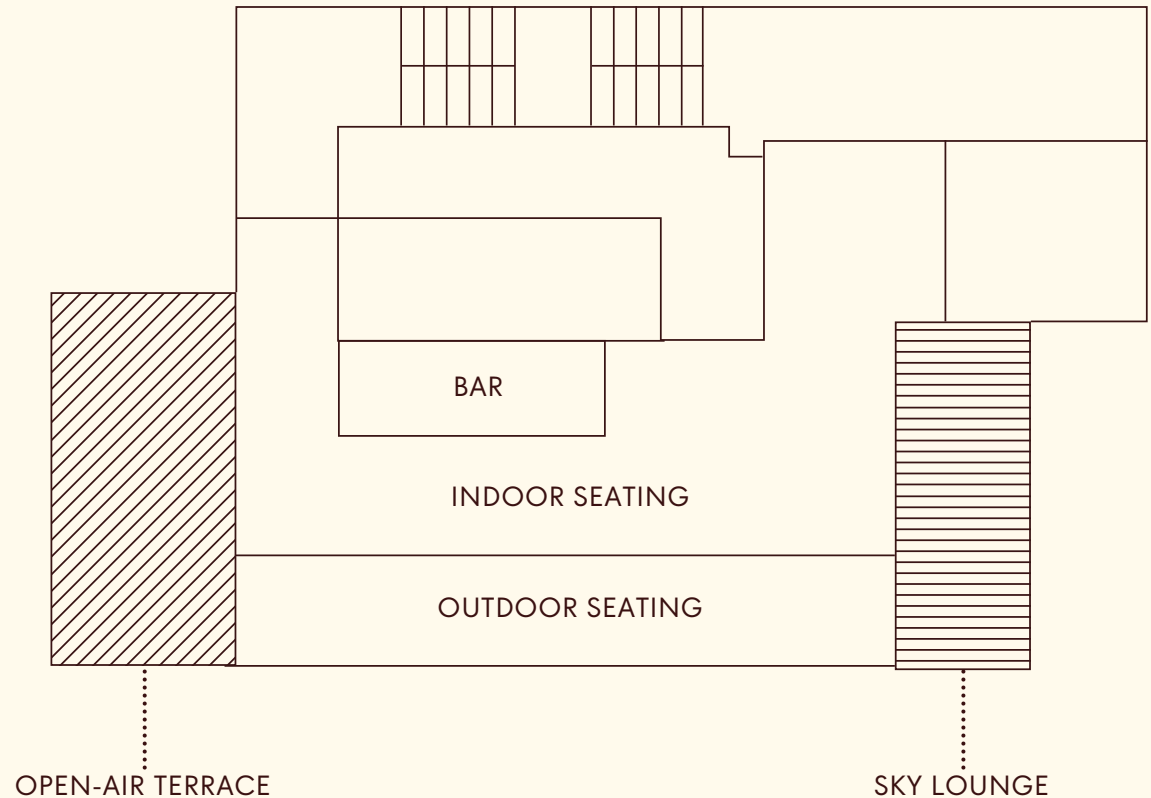 BAR
INDOOR SEATING
OUTDOOR SEATING
OPEN-AIR TERRACE
SKY LOUNGE